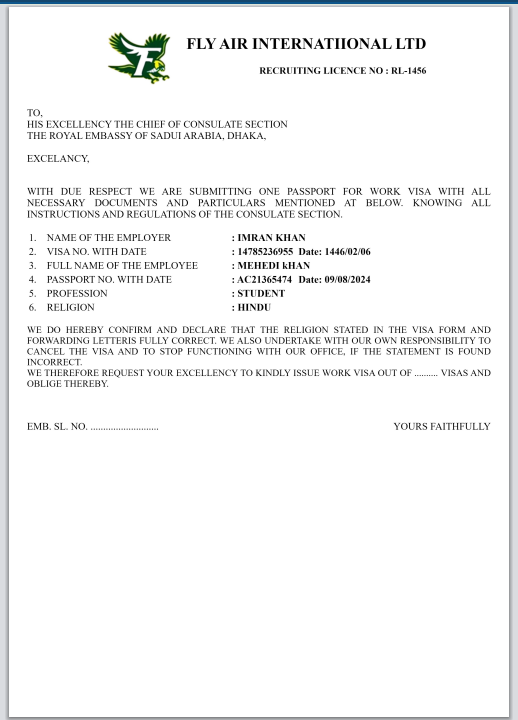 F
FLY AIR INTERNATIIONAL LTD
RECRUITING LICENCE NO : RL-1456
TO,
HIS EXCELLENCY THE CHIEF OF CONSULATE SECTION
THE ROYAL EMBASSY OF SADUI ARABIA, DHAKA,
EXCELANCY,
WITH DUE RESPECT WE ARE SUBMITTING ONE PASSPORT FOR WORK VISA WITH ALL
NECESSARY DOCUMENTS AND PARTICULARS MENTIONED AT BELOW. KNOWING ALL
INSTRUCTIONS AND REGULATIONS OF THE CONSULATE SECTION.
1. NAME OF THE EMPLOYER : IMRAN KHAN
2. VISA NO. WITH DATE : 14785236955 Date: 1446/02/06
3. FULL NAME OF THE EMPLOYEE : MEHEDI kHAN
4. PASSPORT NO. WITH DATE : AC21365474 Date: 09/08/2024
5. PROFESSION : STUDENT
6. RELIGION : HINDU
WE DO HEREBY CONFIRM AND DECLARE THAT THE RELIGION STATED IN THE VISA FORM AND
FORWARDING LETTERIS FULLY CORRECT. WE ALSO UNDERTAKE WITH OUR OWN RESPONSIBILITY TO
CANCEL THE VISA AND TO STOP FUNCTIONING WITH OUR OFFICE, IF THE STATEMENT IS FOUND
INCORRECT.
WE THEREFORE REQUEST YOUR EXCELLENCY TO KINDLY ISSUE WORK VISA OUT OF .......... VISAS AND
OBLIGE THEREBY.
EMB. SL. NO. ........................... YOURS FAITHFULLY